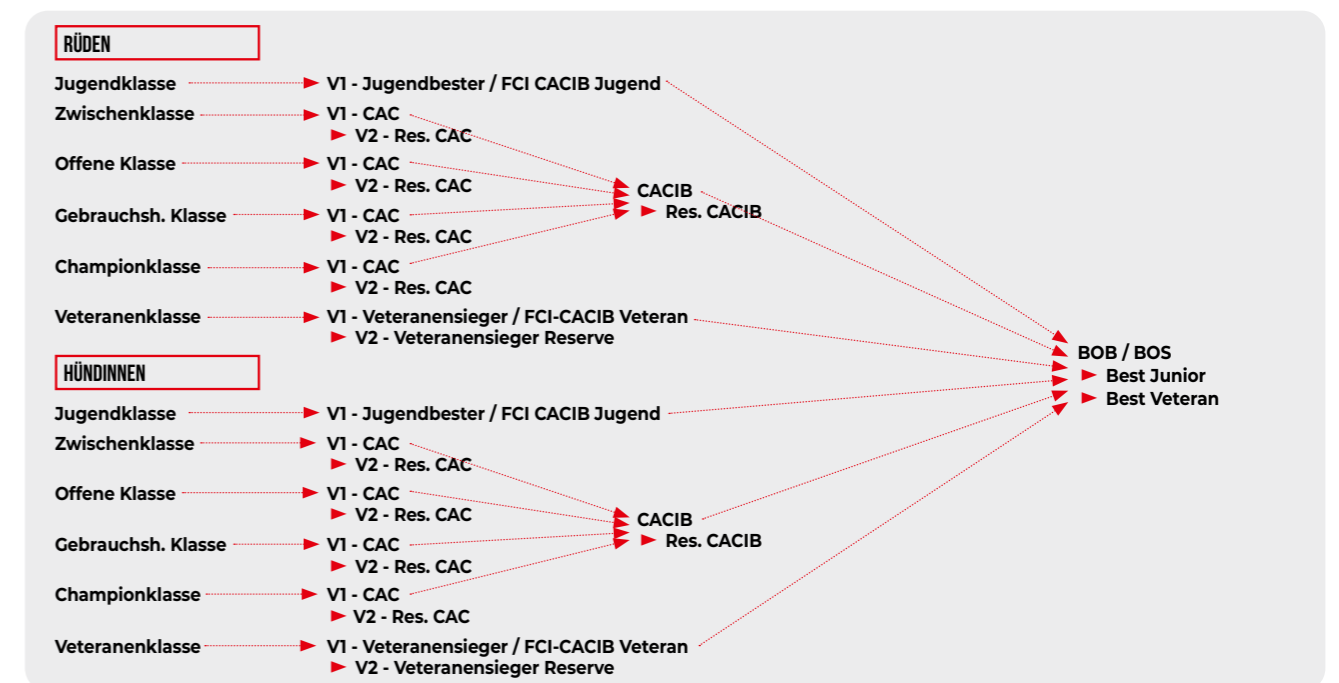 RÜDEN
Jugendklasse V1 - Jugendbester / FCI CACIB Jugend
Zwischenklasse V1 - CAC
V2 - Res. CAC
Offene Klasse V1 - CAC
V2 - Res. CAC
CACIB
Gebrauchsh. Klasse V1 - CAC
Res. CACIB
V2 - Res. CAC
Championklasse V1 - CAC
V2 - Res. CAC
Veteranenklasse V1 - Veteranensieger / FCI-CACIB Veteran
V2 - Veteranensieger Reserve
BOB / BOS
Best Junior
Best Veteran
HÜNDINNEN
Jugendklasse V1 - Jugendbester / FCI CACIB Jugend
Zwischenklasse V1 - CAC
V2 - Res. CAC
Offene Klasse V1 - CAC
V2 - Res. CAC
CACIB
Gebrauchsh. Klasse V1 - CAC
Res. CACIB
V2 - Res. CAC
Championklasse V1 - CAC
V2 - Res. CAC
Veteranenklasse V1 - Veteranensieger / FCI-CACIB Veteran
V2 - Veteranensieger Reserve